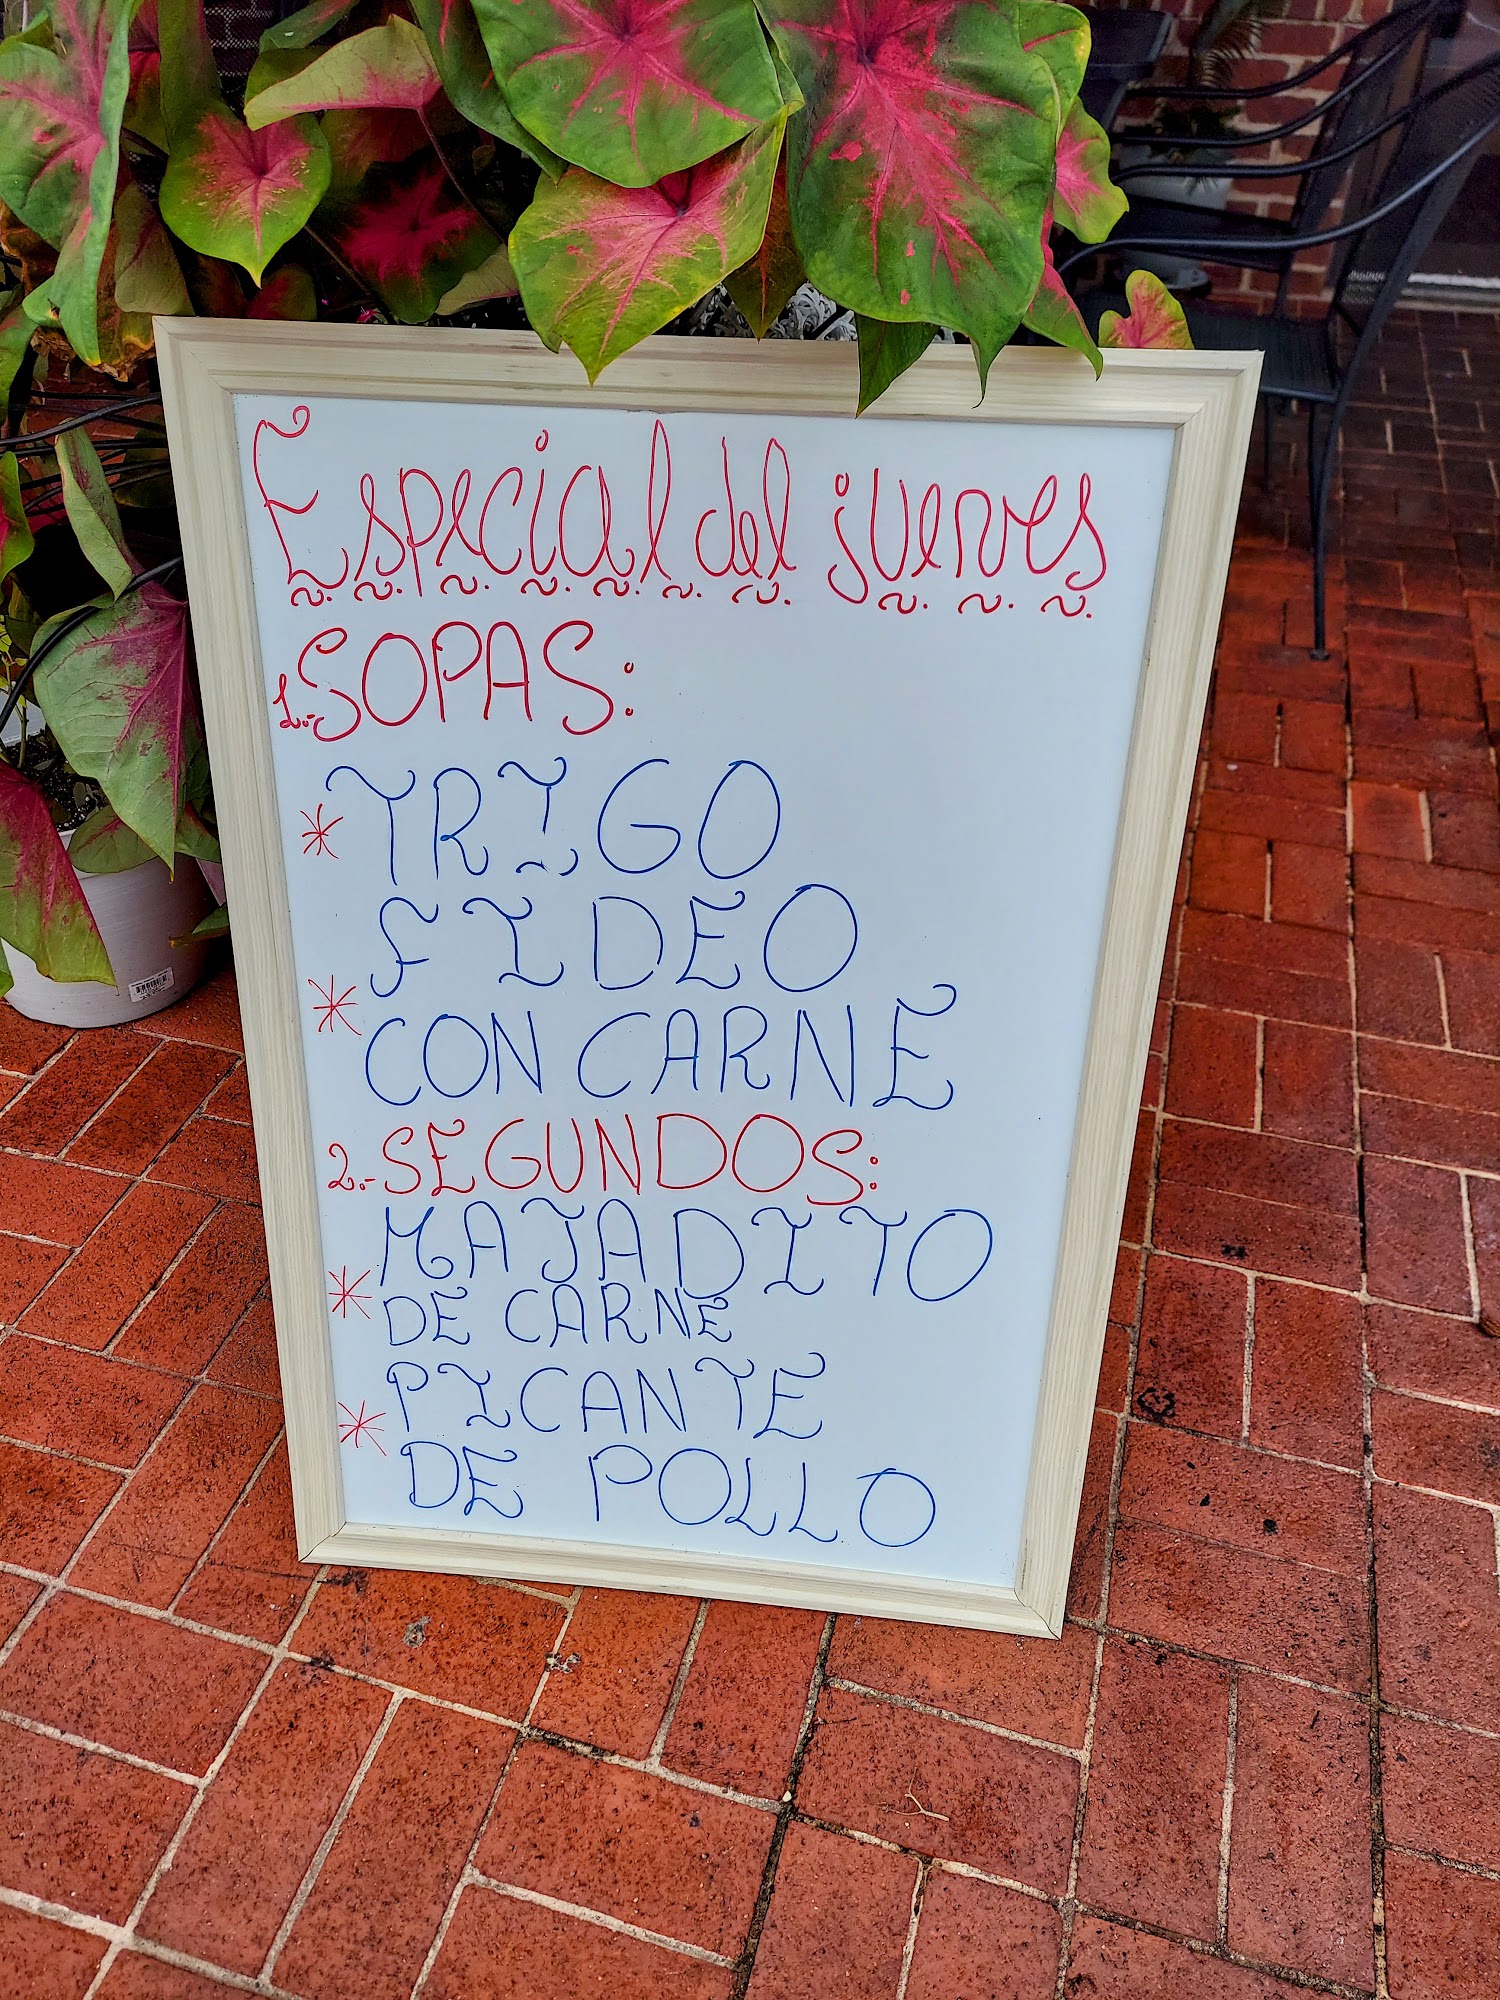 Especial del jueves
1.- SOPAS:
* TRIGO
FIDEO
* CON CARNE
2.- SEGUNDOS:
MAJADITO
* DE CARNE
PICANTE
* DE POLLO